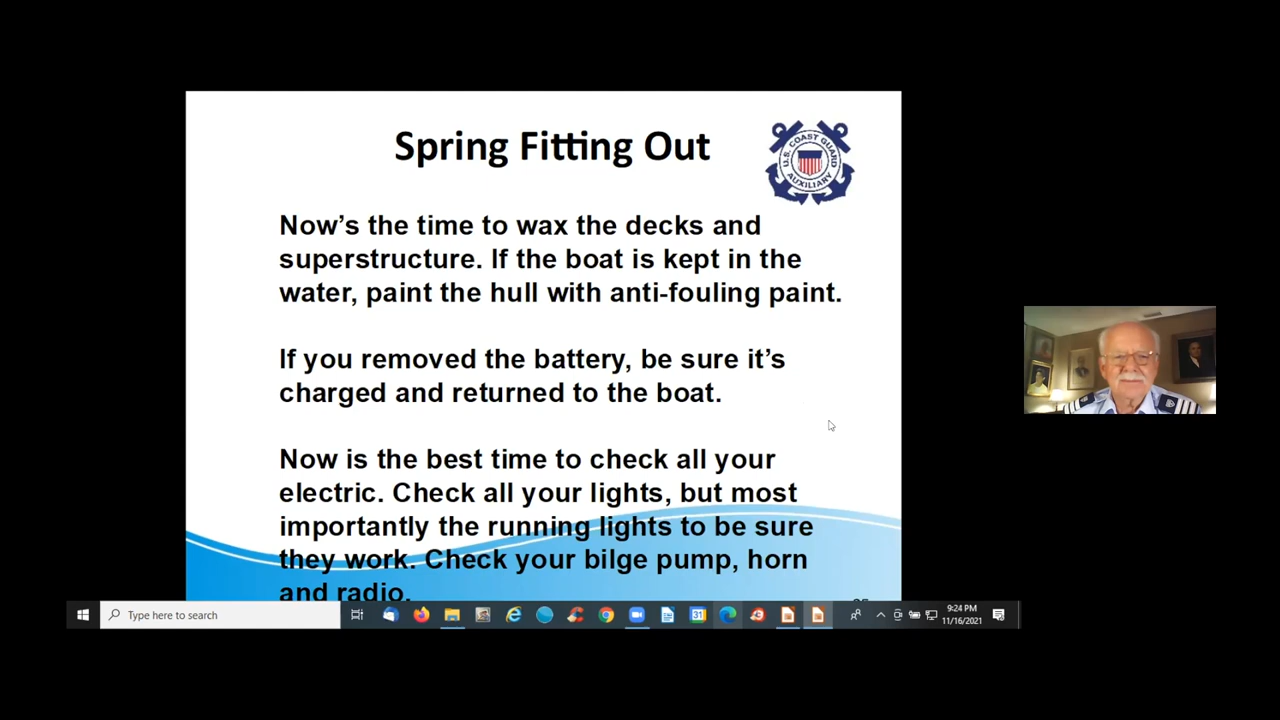 Spring Fitting Out
U.S. COAST GUARD
AUXILIARY
Now's the time to wax the decks and
superstructure. If the boat is kept in the
water, paint the hull with anti-fouling paint.
If you removed the battery, be sure it's
charged and returned to the boat.
Now is the best time to check all your
electric. Check all your lights, but most
importantly the running lights to be sure
they work. Check your bilge pump, horn
and radio.
Type here to search
31
9:24 PM
11/16/2021